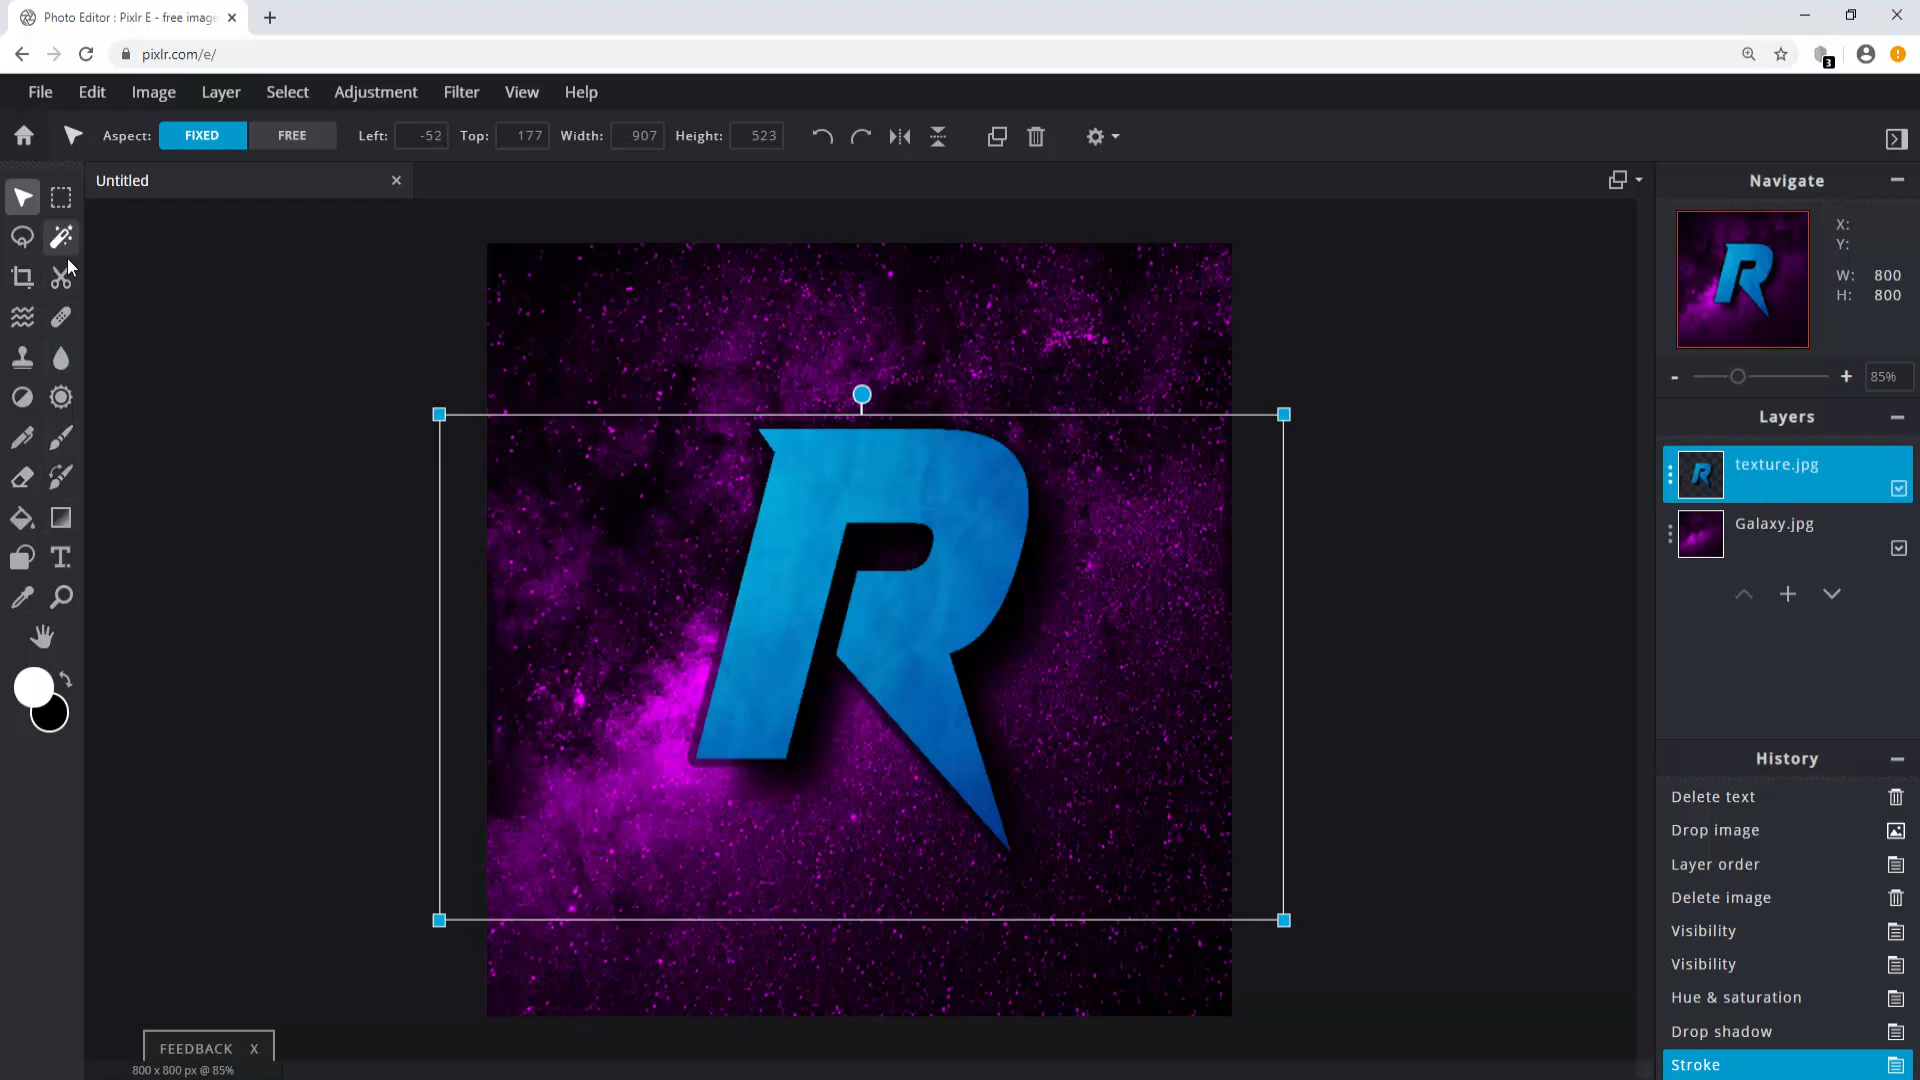 Photo Editor : Pixlr E - free imag
pixlr.com/e/
3
File Edit Image Layer Select Adjustment Filter View Help
Aspect: FIXED FREE Left: -52 Top: 177 Width: 907 Height: 523
Untitled
Navigate
X:
Y:
W: 800
H: 800
- + 85%
Layers
texture.jpg
Galaxy.jpg
T
R
History
Delete text
Drop image
Layer order
Delete image
Visibility
Visibility
Hue & saturation
Drop shadow
Stroke
FEEDBACK X
800 x 800 px @ 85%